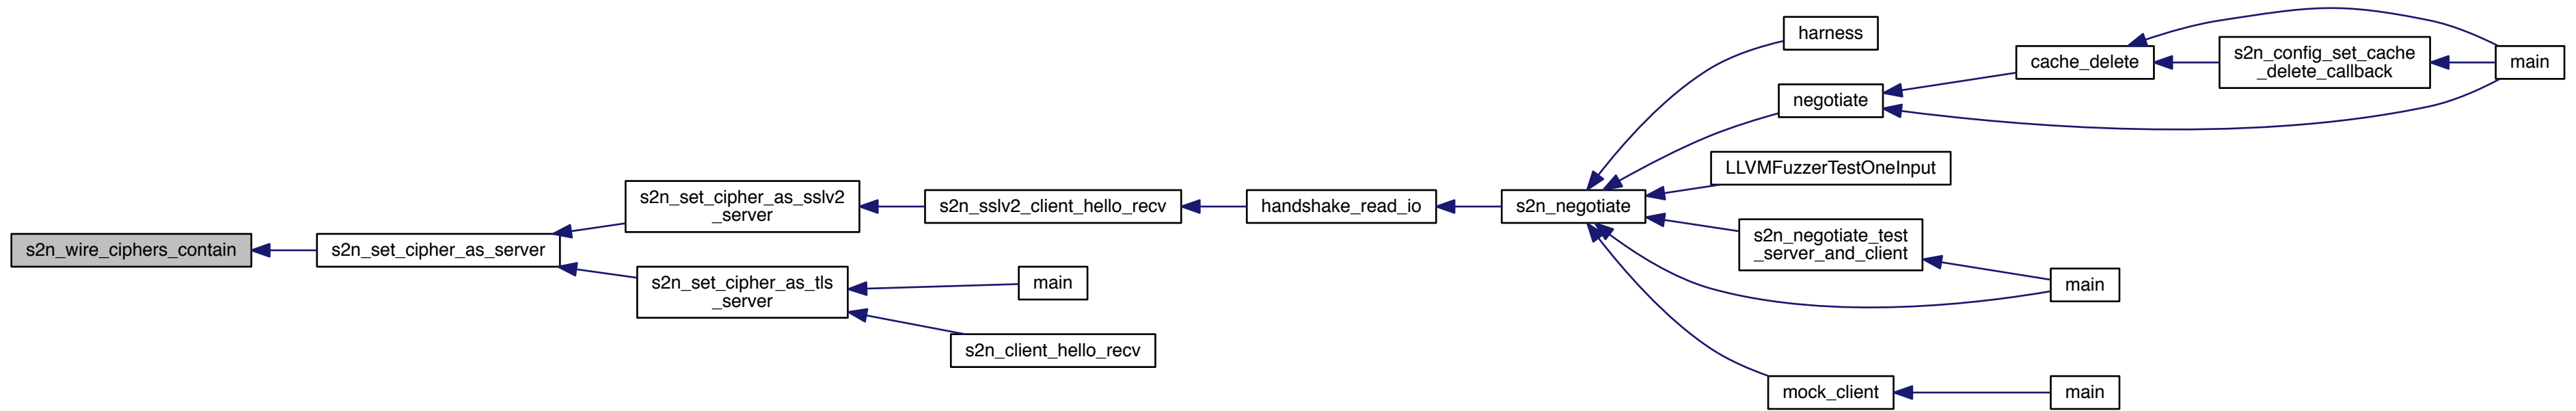 s2n_wire_ciphers_contain
s2n_set_cipher_as_server
s2n_set_cipher_as_sslv2
_server
s2n_set_cipher_as_tls
_server
s2n_sslv2_client_hello_recv
main
s2n_client_hello_recv
handshake_read_io
s2n_negotiate
harness
negotiate
LLVMFuzzerTestOneInput
s2n_negotiate_test
_server_and_client
mock_client
cache_delete
s2n_config_set_cache
_delete_callback
main
main
main